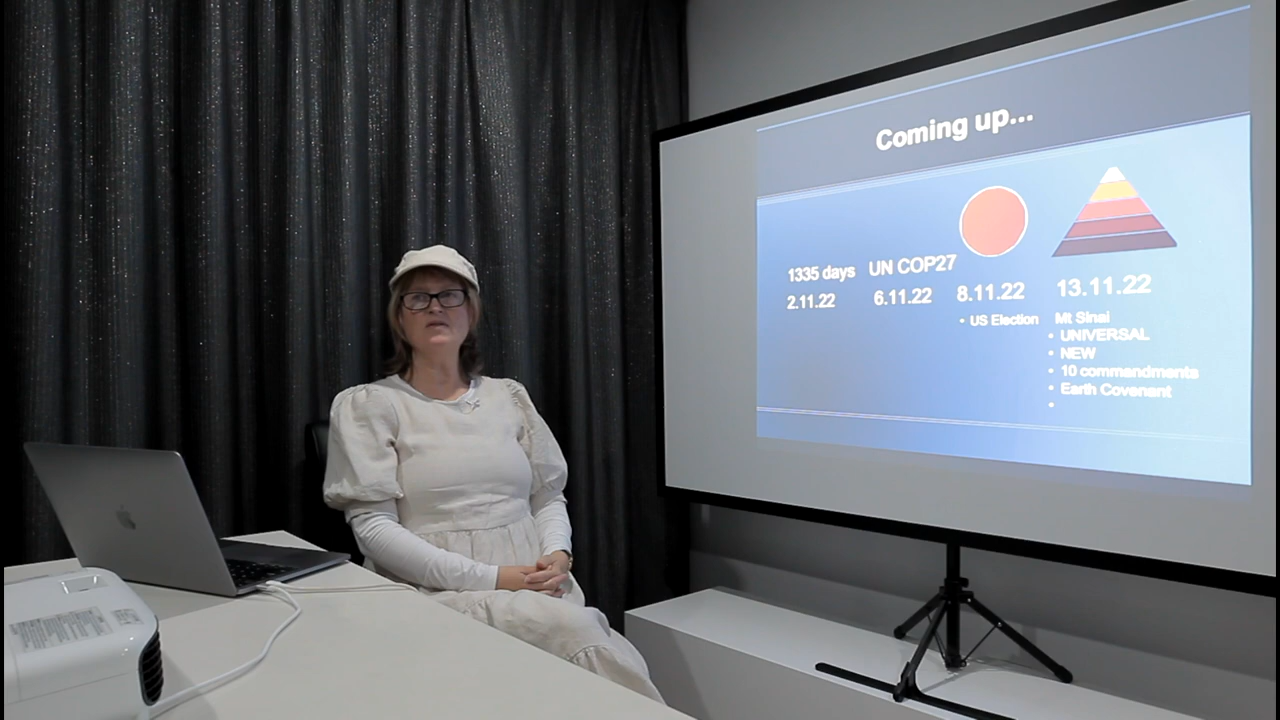 Coming up...
1335 days
UN COP27
2.11.22
6.11.22
8.11.22
13.11.22
• US Election
Mt Sinai
• UNIVERSAL
• NEW
• 10 commandments
• Earth Covenant
•